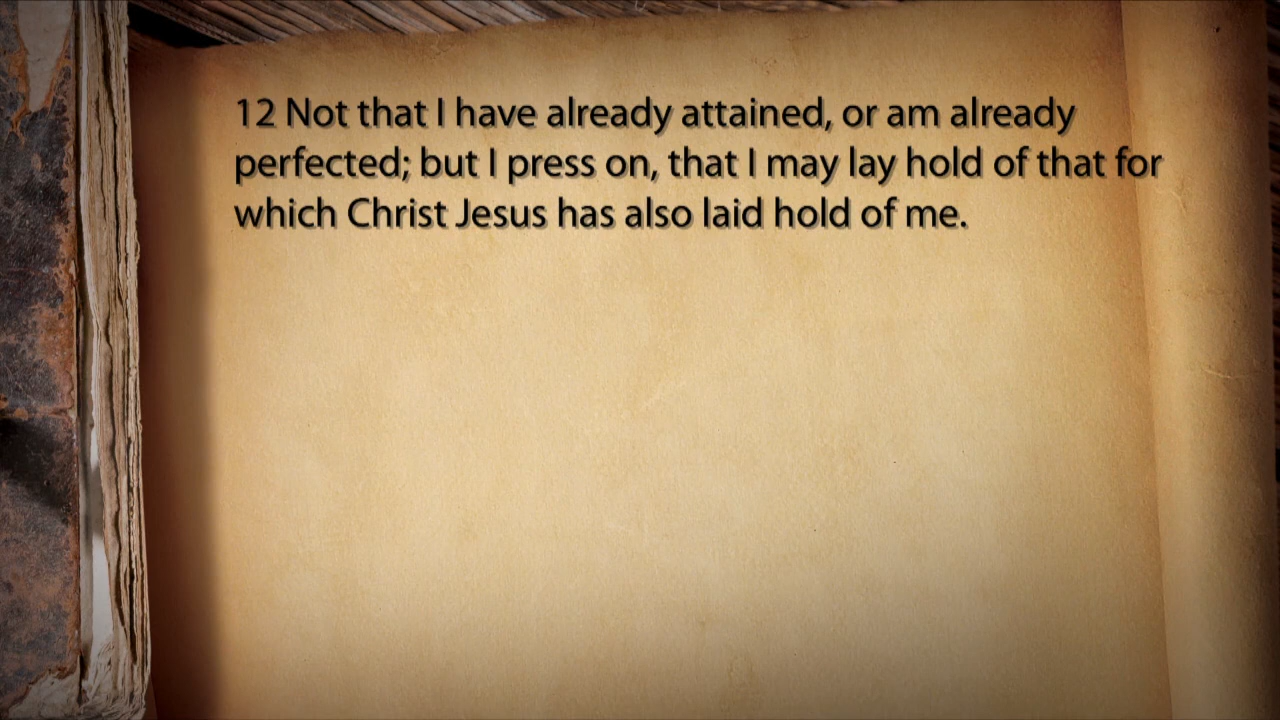 12 Not that I have already attained, or am already
perfected; but I press on, that I may lay hold of that for
which Christ Jesus has also laid hold of me.